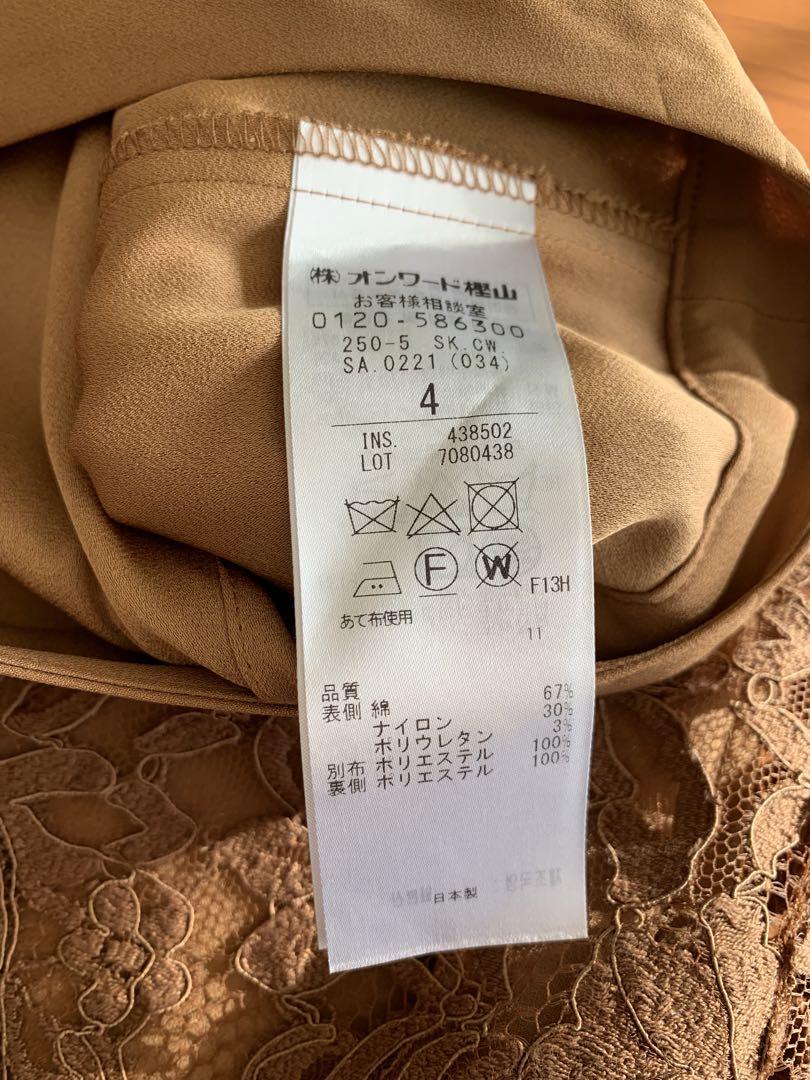 (株)オンワード樫山
お客様相談室
0120-586300
250-5 SK.CW.
SA.0221 (034)
4
INS. 438502
LOT 7080438
F
W
F13H
あて布使用
11
品質
表側 綿 67%
ナイロン 30%
ポリウレタン 3%
別布 ポリエステル 100%
裏側 ポリエステル 100%
日本製